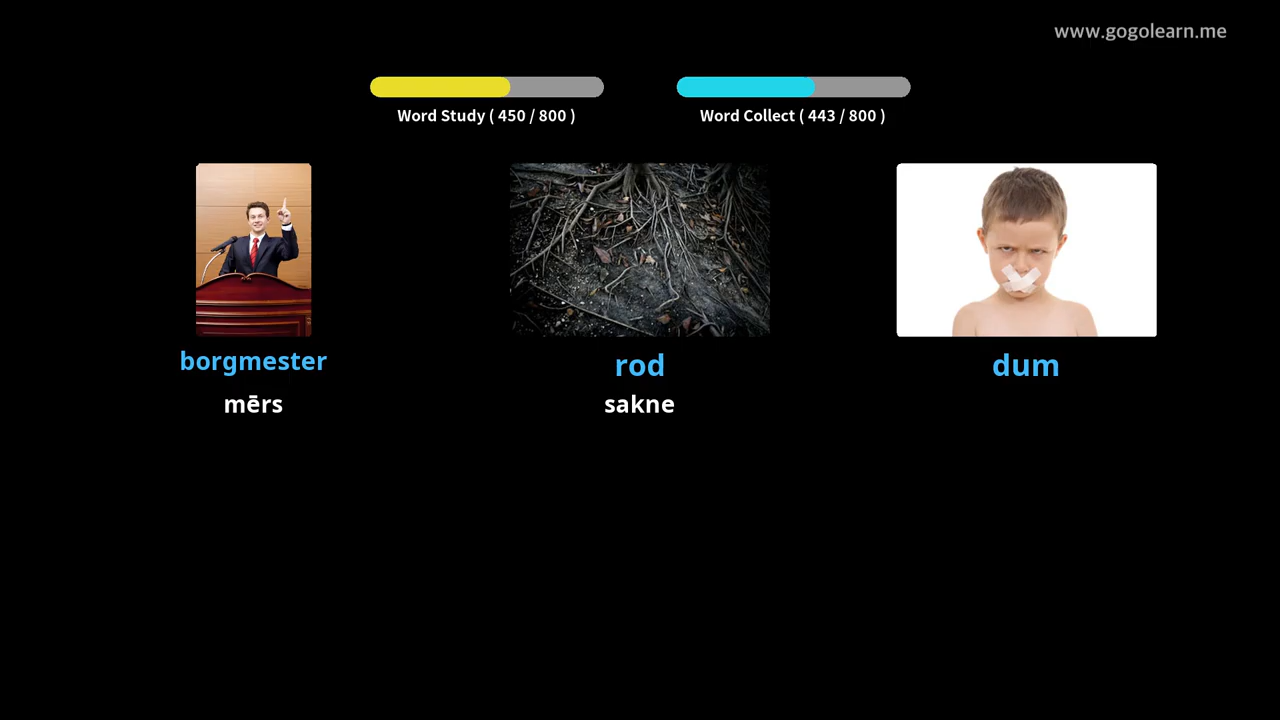 www.gogolearn.me
Word Study ( 450 / 800 )
Word Collect ( 443 / 800 )
borgmester
mērs
rod
sakne
dum